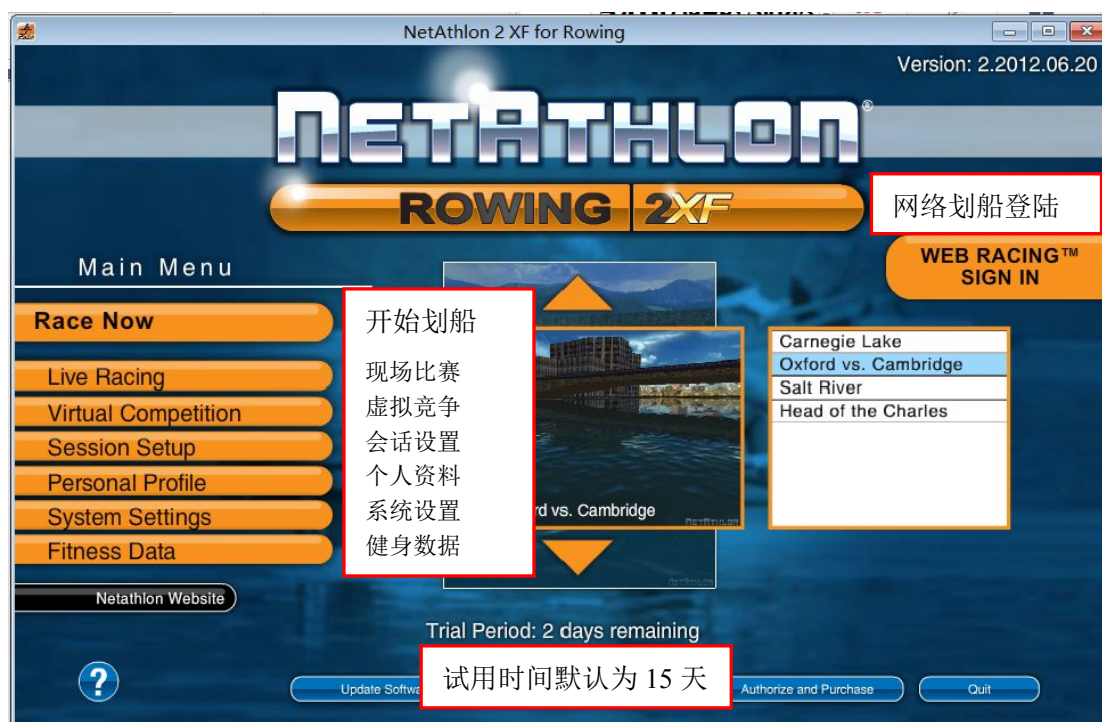 NetAthlon 2 XF for Rowing
Version: 2.2012.06.20
NETATHLON®
ROWING 2XF
网络划船登陆
WEB RACING™
SIGN IN
Main Menu
Race Now
开始划船
Live Racing
现场比赛
Virtual Competition
虚拟竞争
Session Setup
会话设置
Personal Profile
个人资料
System Settings
系统设置
Fitness Data
健身数据
Netathlon Website
vs. Cambridge
NETATHLON
NETATHLON
Carnegie Lake
Oxford vs. Cambridge
Salt River
Head of the Charles
Trial Period: 2 days remaining
试用时间默认为 15 天
?
Update Softwa
Authorize and Purchase
Quit